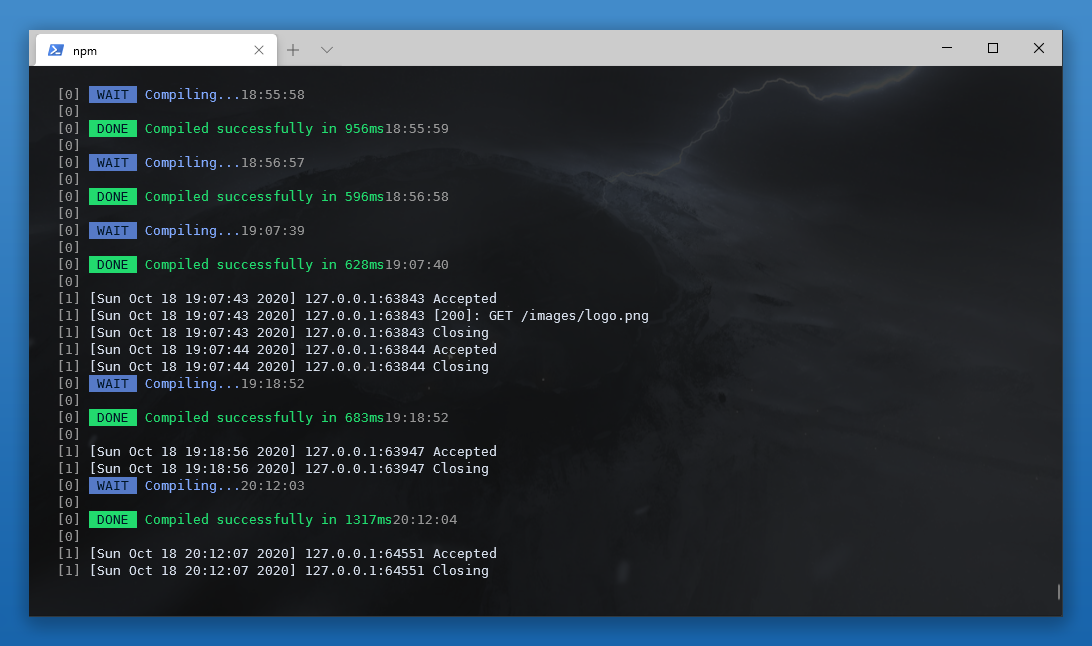 npm
[0] WAIT Compiling...18:55:58
[0]
[0] DONE Compiled successfully in 956ms18:55:59
[0]
[0] WAIT Compiling...18:56:57
[0]
[0] DONE Compiled successfully in 596ms18:56:58
[0]
[0] WAIT Compiling...19:07:39
[0]
[0] DONE Compiled successfully in 628ms19:07:40
[0]
[1] [Sun Oct 18 19:07:43 2020] 127.0.0.1:63843 Accepted
[1] [Sun Oct 18 19:07:43 2020] 127.0.0.1:63843 [200]: GET /images/logo.png
[1] [Sun Oct 18 19:07:43 2020] 127.0.0.1:63843 Closing
[1] [Sun Oct 18 19:07:44 2020] 127.0.0.1:63844 Accepted
[1] [Sun Oct 18 19:07:44 2020] 127.0.0.1:63844 Closing
[0] WAIT Compiling...19:18:52
[0]
[0] DONE Compiled successfully in 683ms19:18:52
[0]
[1] [Sun Oct 18 19:18:56 2020] 127.0.0.1:63947 Accepted
[1] [Sun Oct 18 19:18:56 2020] 127.0.0.1:63947 Closing
[0] WAIT Compiling...20:12:03
[0]
[0] DONE Compiled successfully in 1317ms20:12:04
[0]
[1] [Sun Oct 18 20:12:07 2020] 127.0.0.1:64551 Accepted
[1] [Sun Oct 18 20:12:07 2020] 127.0.0.1:64551 Closing